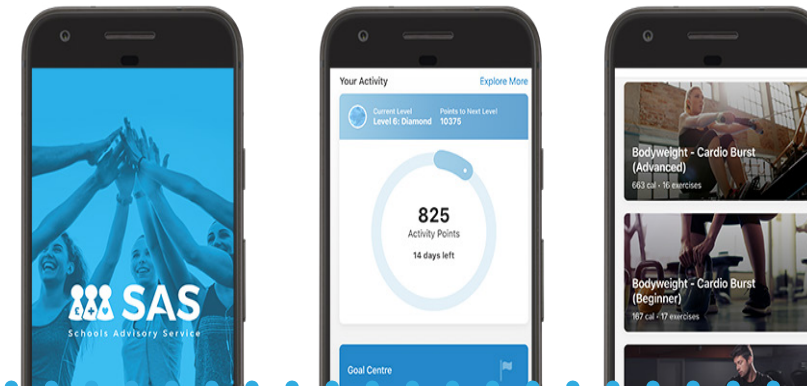 SAS
Schools Advisory Service
Your Activity
Explore More
Current Level
Level 6: Diamond
Points to Next Level
10375
825
Activity Points
14 days left
Goal Centre
Bodyweight - Cardio Burst
(Advanced)
663 cal - 16 exercises
Bodyweight - Cardio Burst
(Beginner)
167 cal - 17 exercises